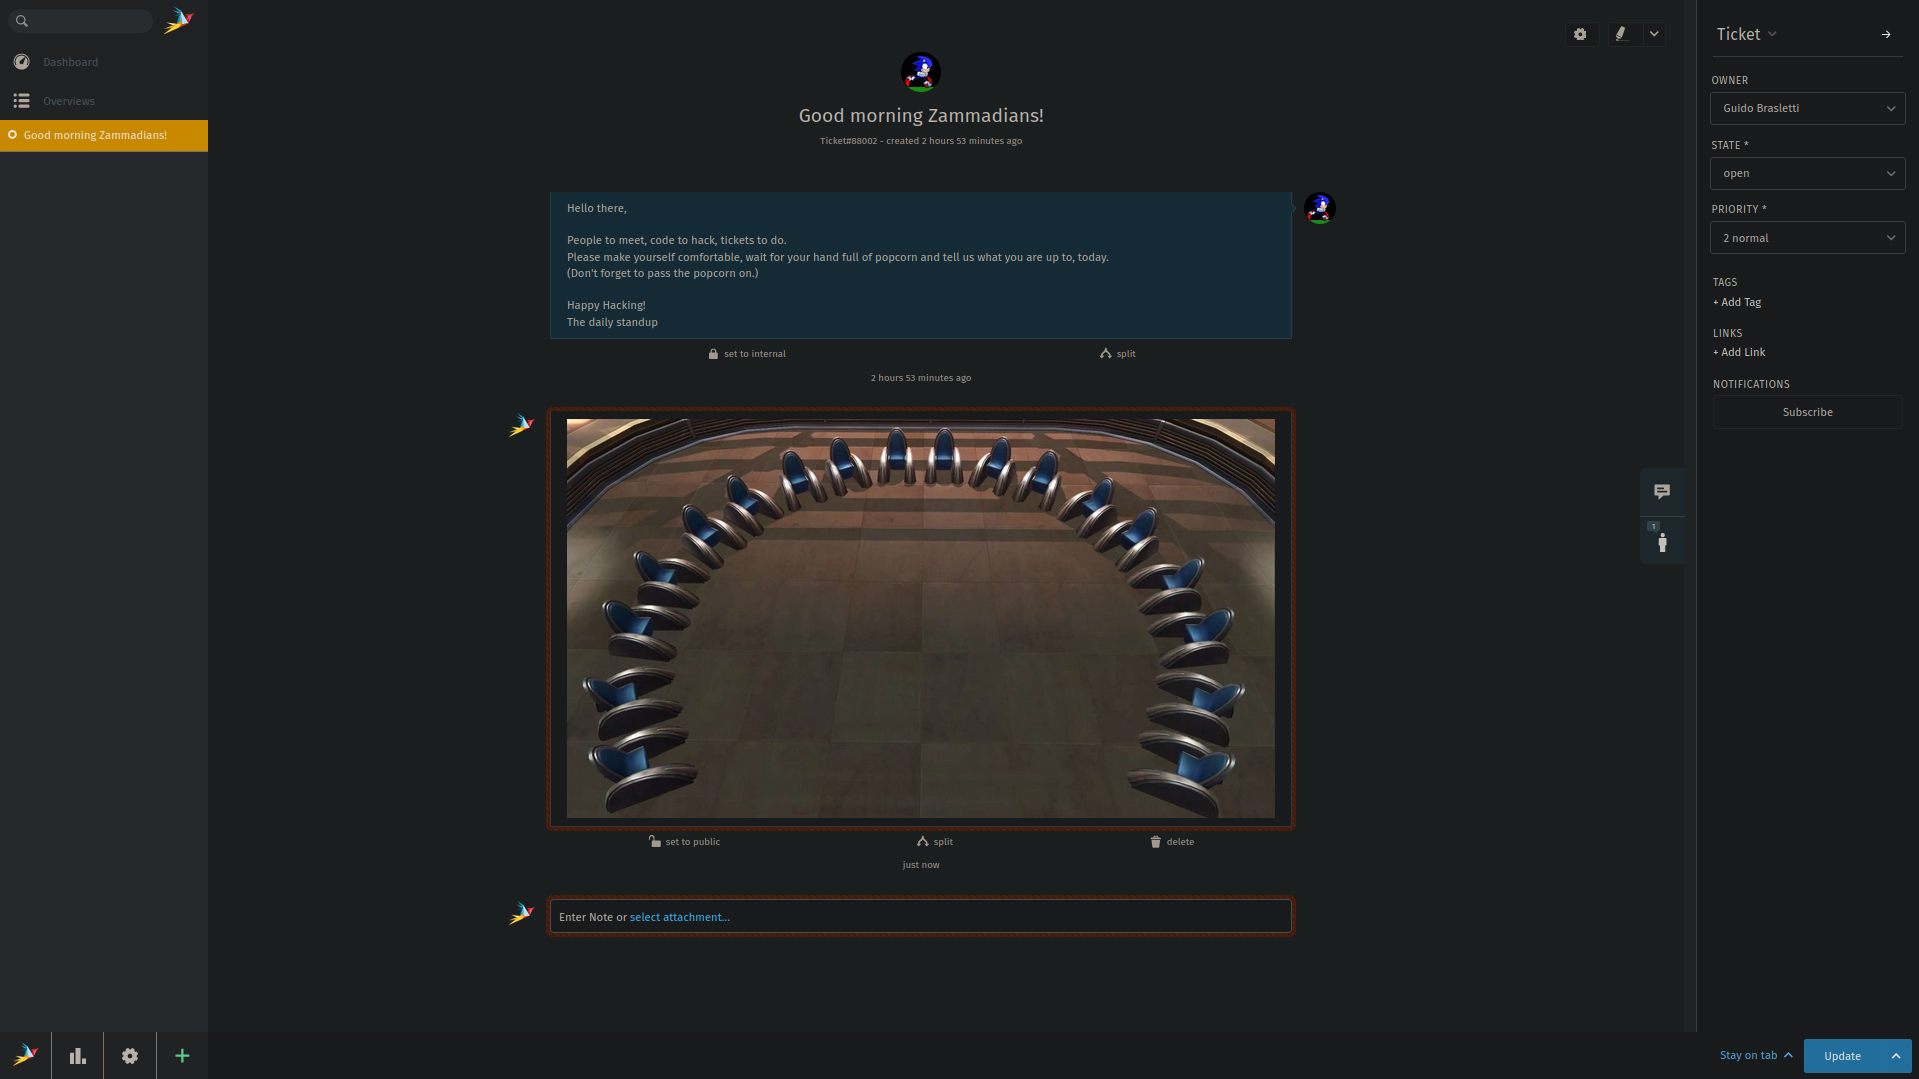 Dashboard
Overviews
Good morning Zammadians!
Good morning Zammadians!
Ticket#88002 - created 2 hours 53 minutes ago
Hello there,
People to meet, code to hack, tickets to do.
Please make yourself comfortable, wait for your hand full of popcorn and tell us what you are up to, today.
(Don't forget to pass the popcorn on.)
Happy Hacking!
The daily standup
set to internal
split
2 hours 53 minutes ago
set to public
split
delete
just now
Enter Note or select attachment...
Ticket
OWNER
Guido Brasletti
STATE *
open
PRIORITY *
2 normal
TAGS
+ Add Tag
LINKS
+ Add Link
NOTIFICATIONS
Subscribe
1
Stay on tab
Update